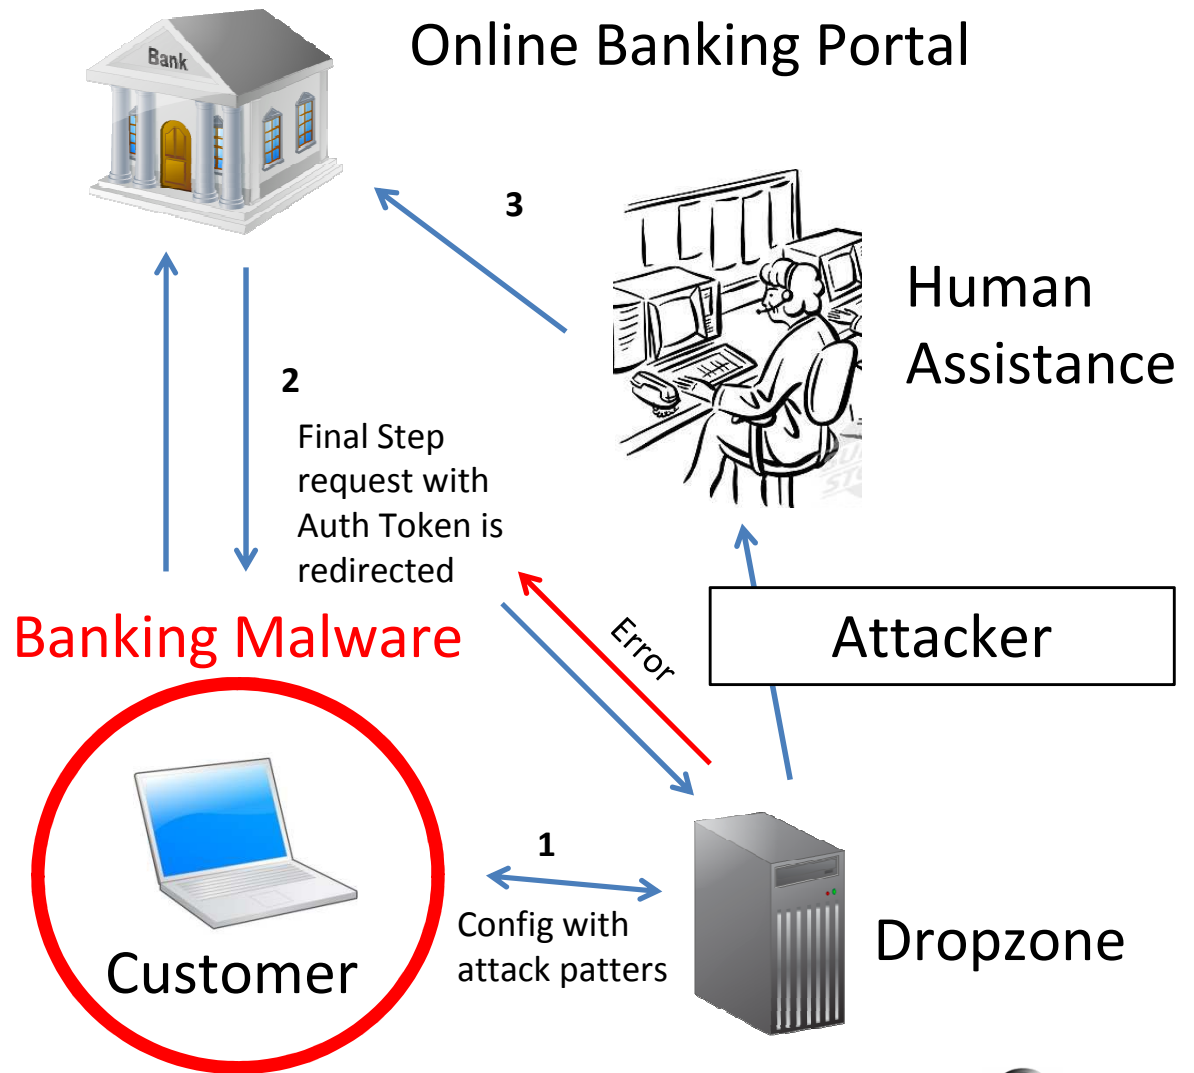 Online Banking Portal
Bank
3
Human
Assistance
2
Final Step
request with
Auth Token is
redirected
Banking Malware
Error
Attacker
1
Config with
attack patters
Dropzone
Customer